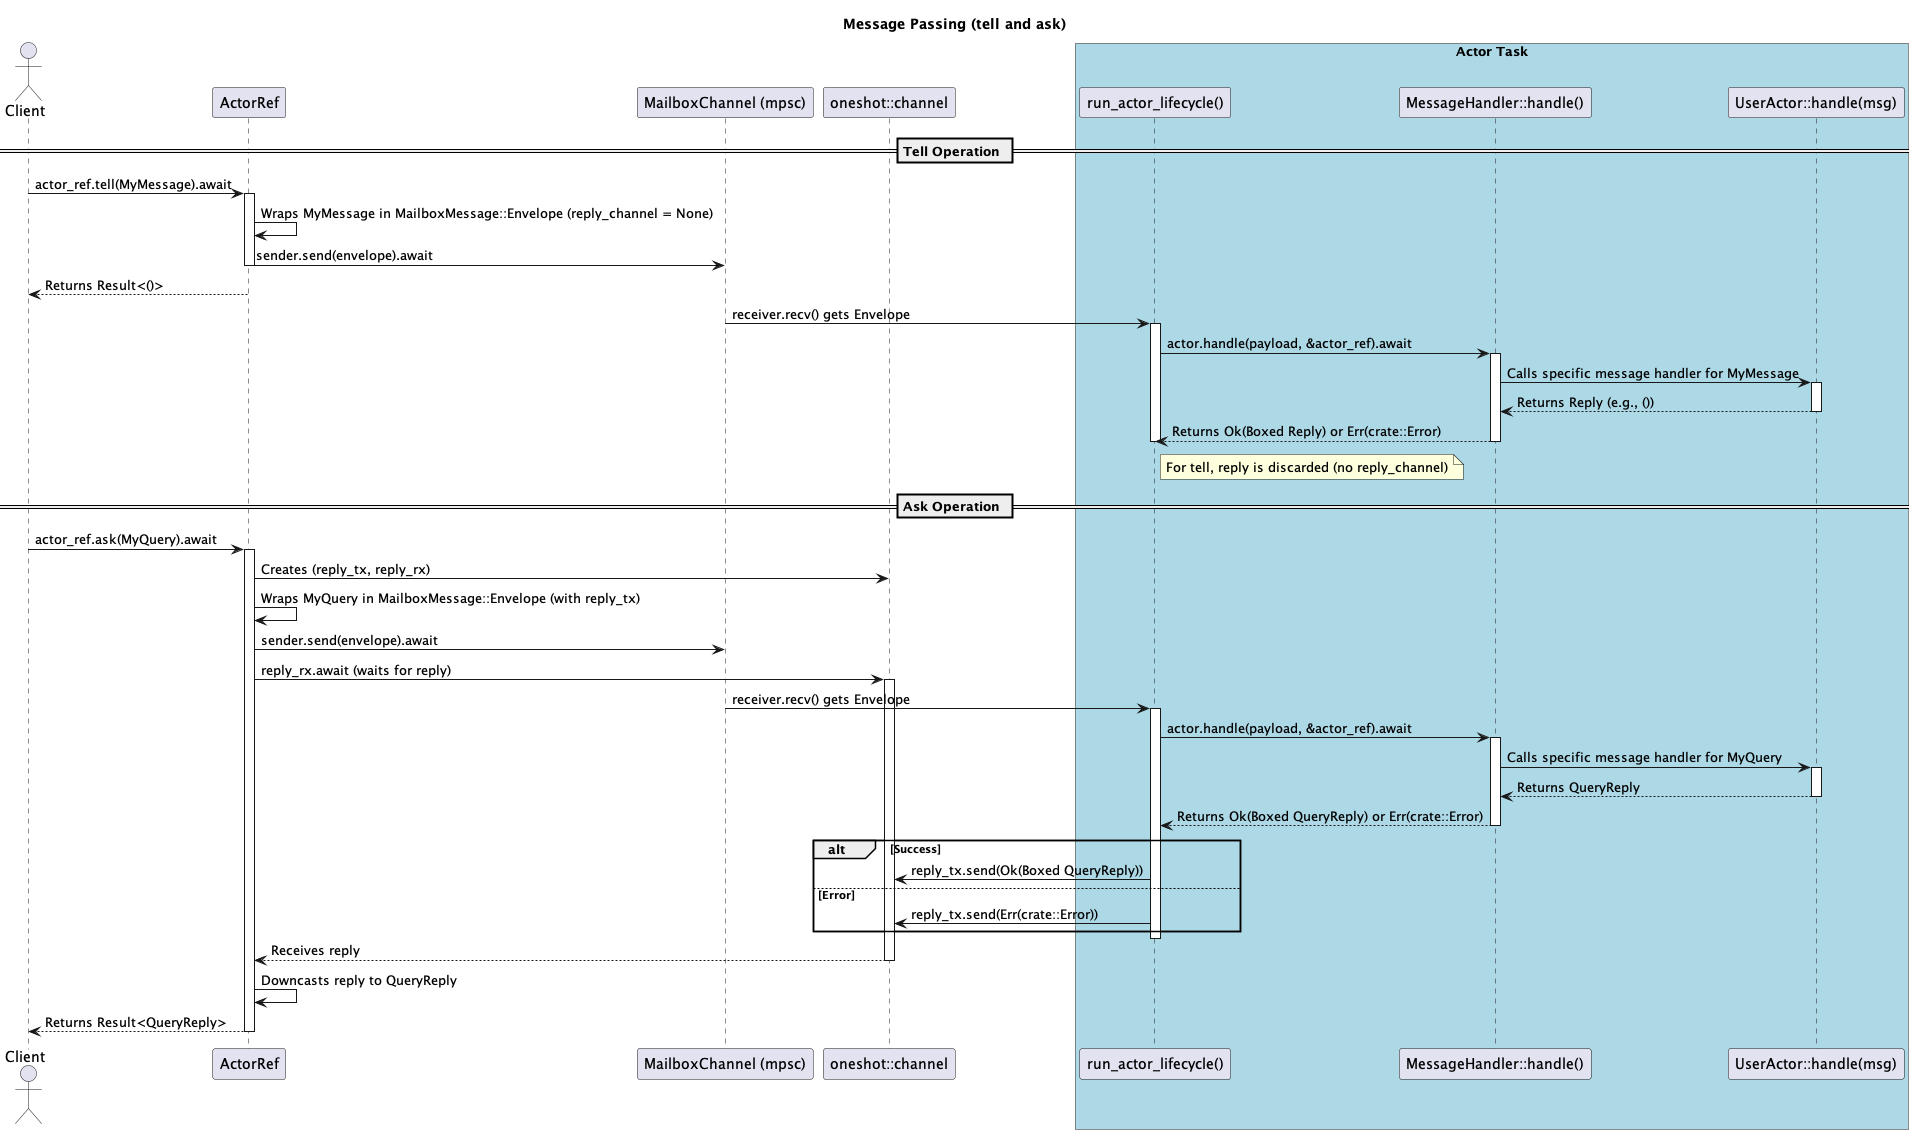 Message Passing (tell and ask)
Actor Task
Client
ActorRef
MailboxChannel (mpsc)
oneshot::channel
run_actor_lifecycle()
MessageHandler::handle()
UserActor::handle(msg)
Tell Operation
actor_ref.tell(MyMessage).await
Wraps MyMessage in MailboxMessage::Envelope (reply_channel = None)
sender.send(envelope).await
Returns Result<()>
receiver.recv() gets Envelope
actor.handle(payload, &actor_ref).await
Calls specific message handler for MyMessage
Returns Reply (e.g., ())
Returns Ok(Boxed Reply) or Err(crate::Error)
For tell, reply is discarded (no reply_channel)
Ask Operation
actor_ref.ask(MyQuery).await
Creates (reply_tx, reply_rx)
Wraps MyQuery in MailboxMessage::Envelope (with reply_tx)
sender.send(envelope).await
reply_rx.await (waits for reply)
receiver.recv() gets Envelope
actor.handle(payload, &actor_ref).await
Calls specific message handler for MyQuery
Returns QueryReply
Returns Ok(Boxed QueryReply) or Err(crate::Error)
alt
[Success]
reply_tx.send(Ok(Boxed QueryReply))
[Error]
reply_tx.send(Err(crate::Error))
Receives reply
Downcasts reply to QueryReply
Returns Result<QueryReply>
Client
ActorRef
MailboxChannel (mpsc)
oneshot::channel
run_actor_lifecycle()
MessageHandler::handle()
UserActor::handle(msg)